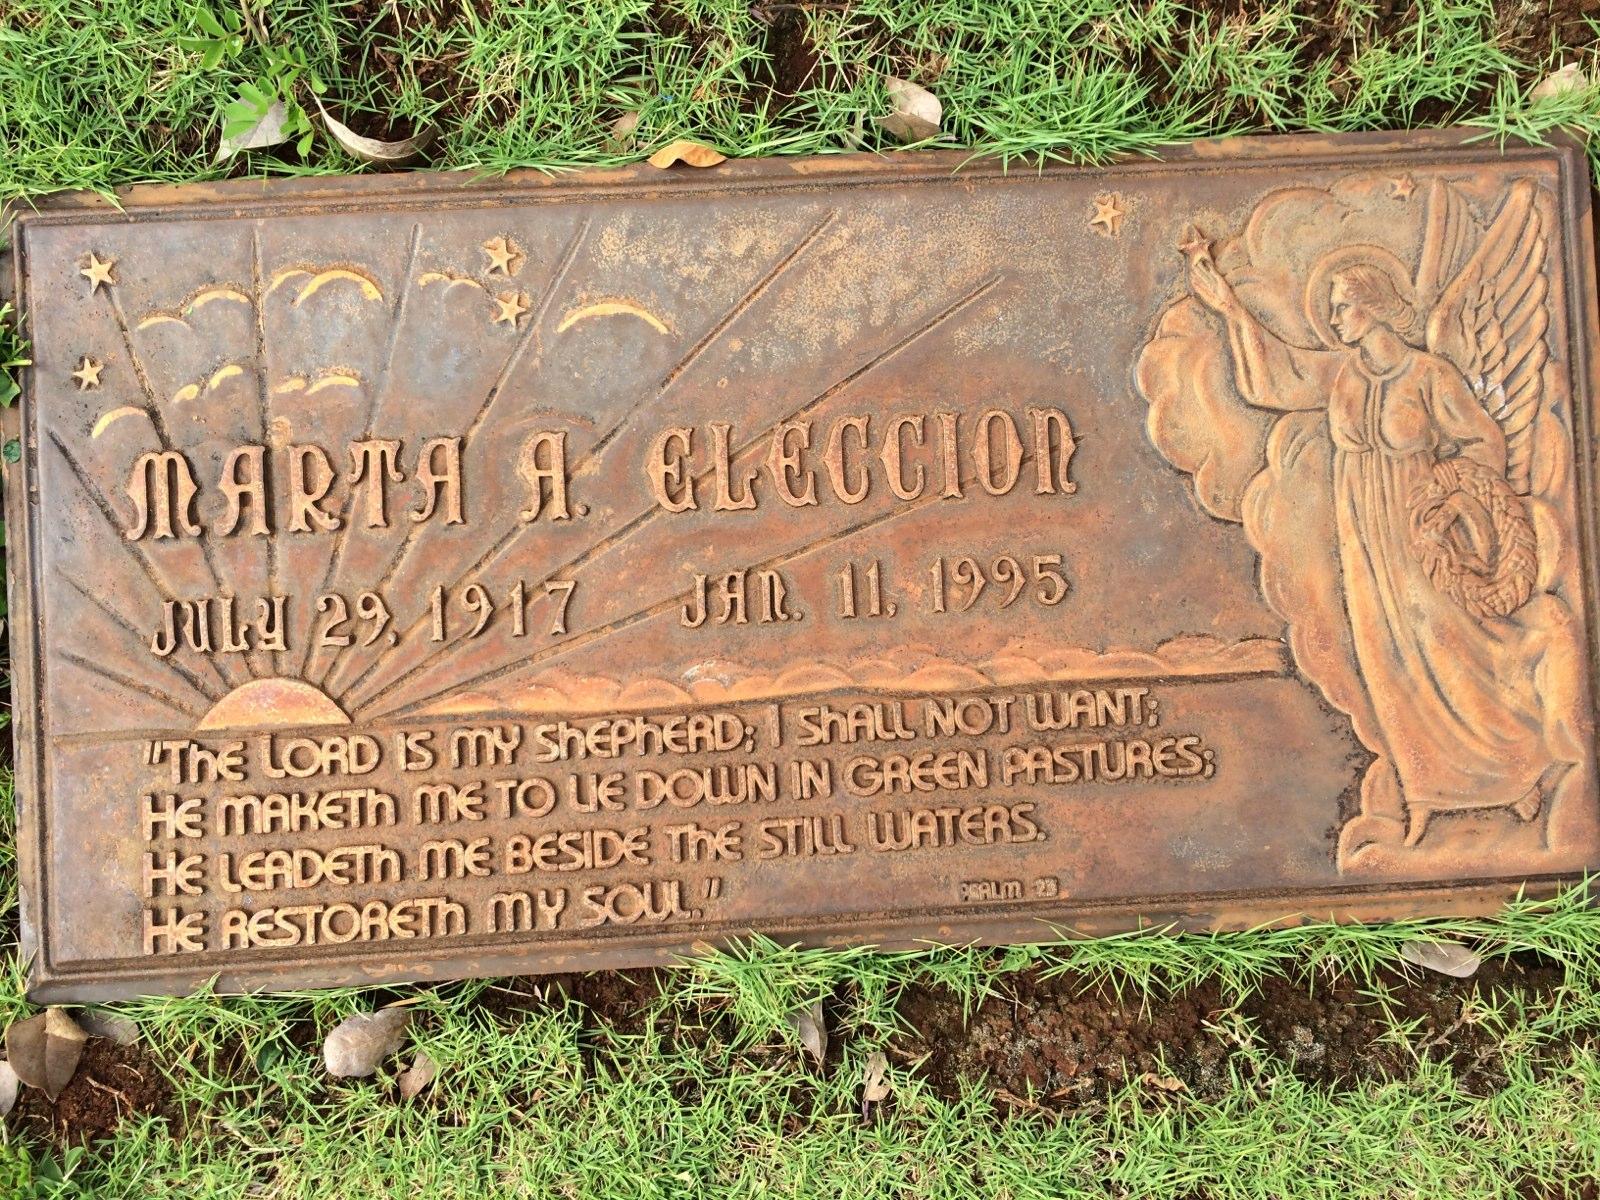 MARTA A. ELECCION
JULY 29, 1917 JAN. 11, 1995
"The LORD IS MY ShEPhERD; I ShALL NOT WANT;
HE MAKETh ME TO LIE DOWN IN GREEN PASTURES;
HE LEADETh ME BESIDE ThE STILL WATERS.
HE RESTORETh MY SOUL."
PSALM 23